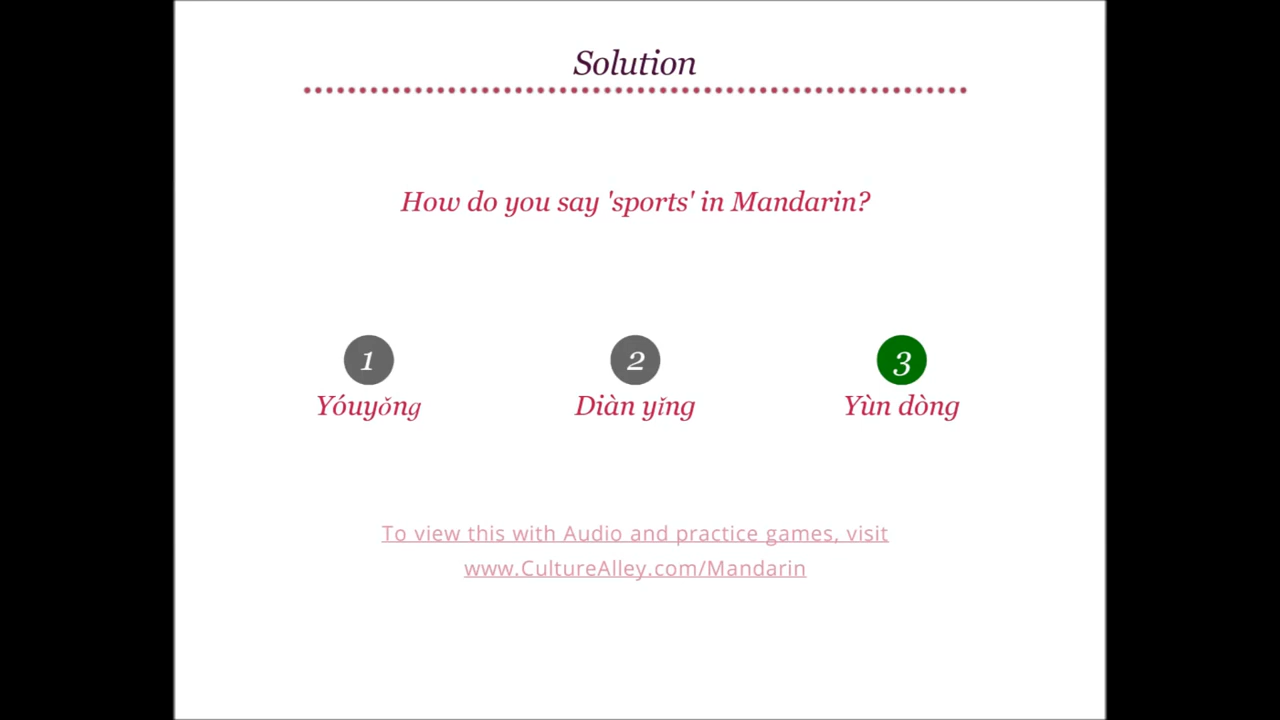 Solution
How do you say 'sports' in Mandarin?
1 2 3
Yóuyǒng Diàn yǐng Yùn dòng
To view this with Audio and practice games, visit
www.CultureAlley.com/Mandarin